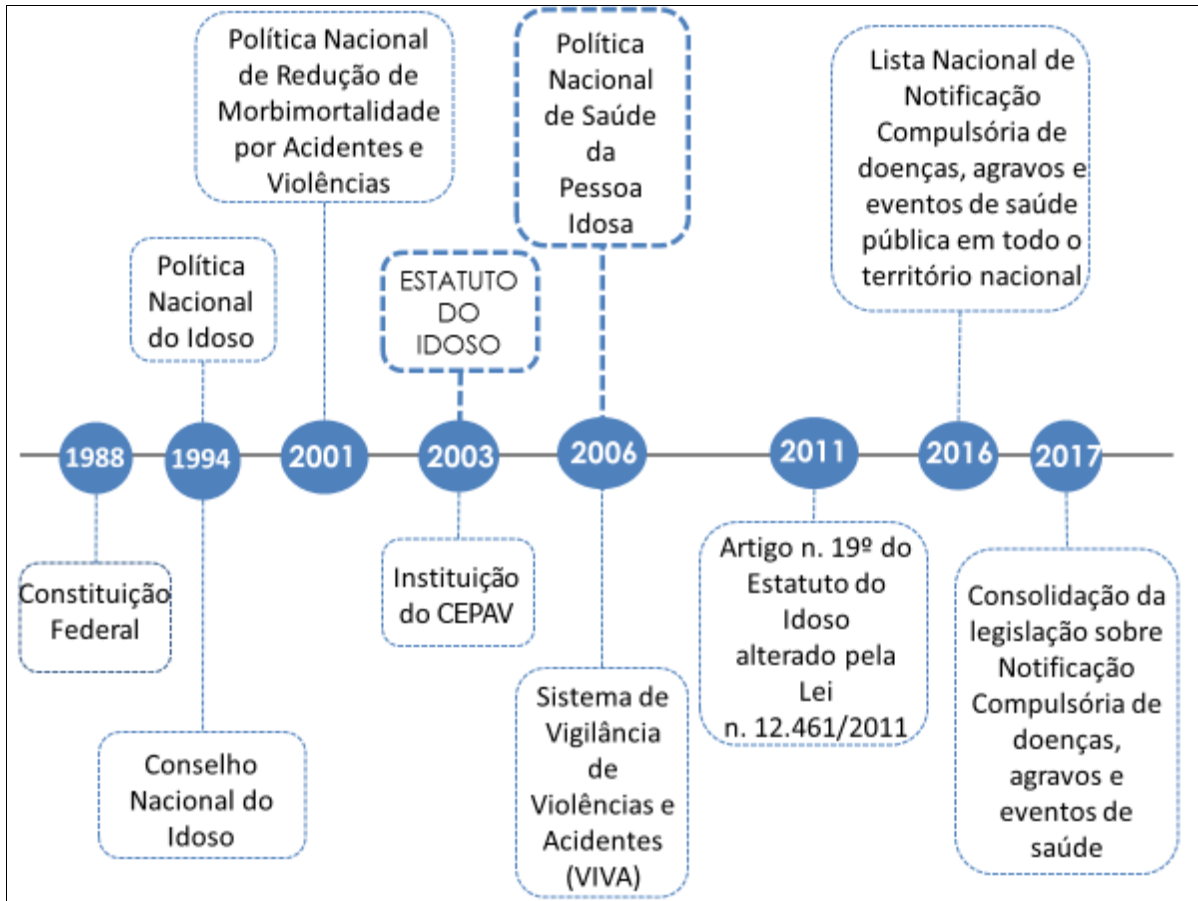 Política Nacional
de Redução de
Morbimortalidade
por Acidentes e
Violências
Política
Nacional
de Saúde
da
Pessoa
Idosa
Lista Nacional de
Notificação
Compulsória de
doenças, agravos e
eventos de saúde
pública em todo o
território nacional
Política
Nacional
do Idoso
ESTATUTO
DO
IDOSO
1988
1994
2001
2003
2006
2011
2016
2017
Constituição
Federal
Conselho
Nacional do
Idoso
Instituição
do CEPAV
Sistema de
Vigilância
de
Violências e
Acidentes
(VIVA)
Artigo n. 19º do
Estatuto do
Idoso
alterado pela
Lei
n. 12.461/2011
Consolidação da
legislação sobre
Notificação
Compulsória de
doenças,
agravos e
eventos de
saúde